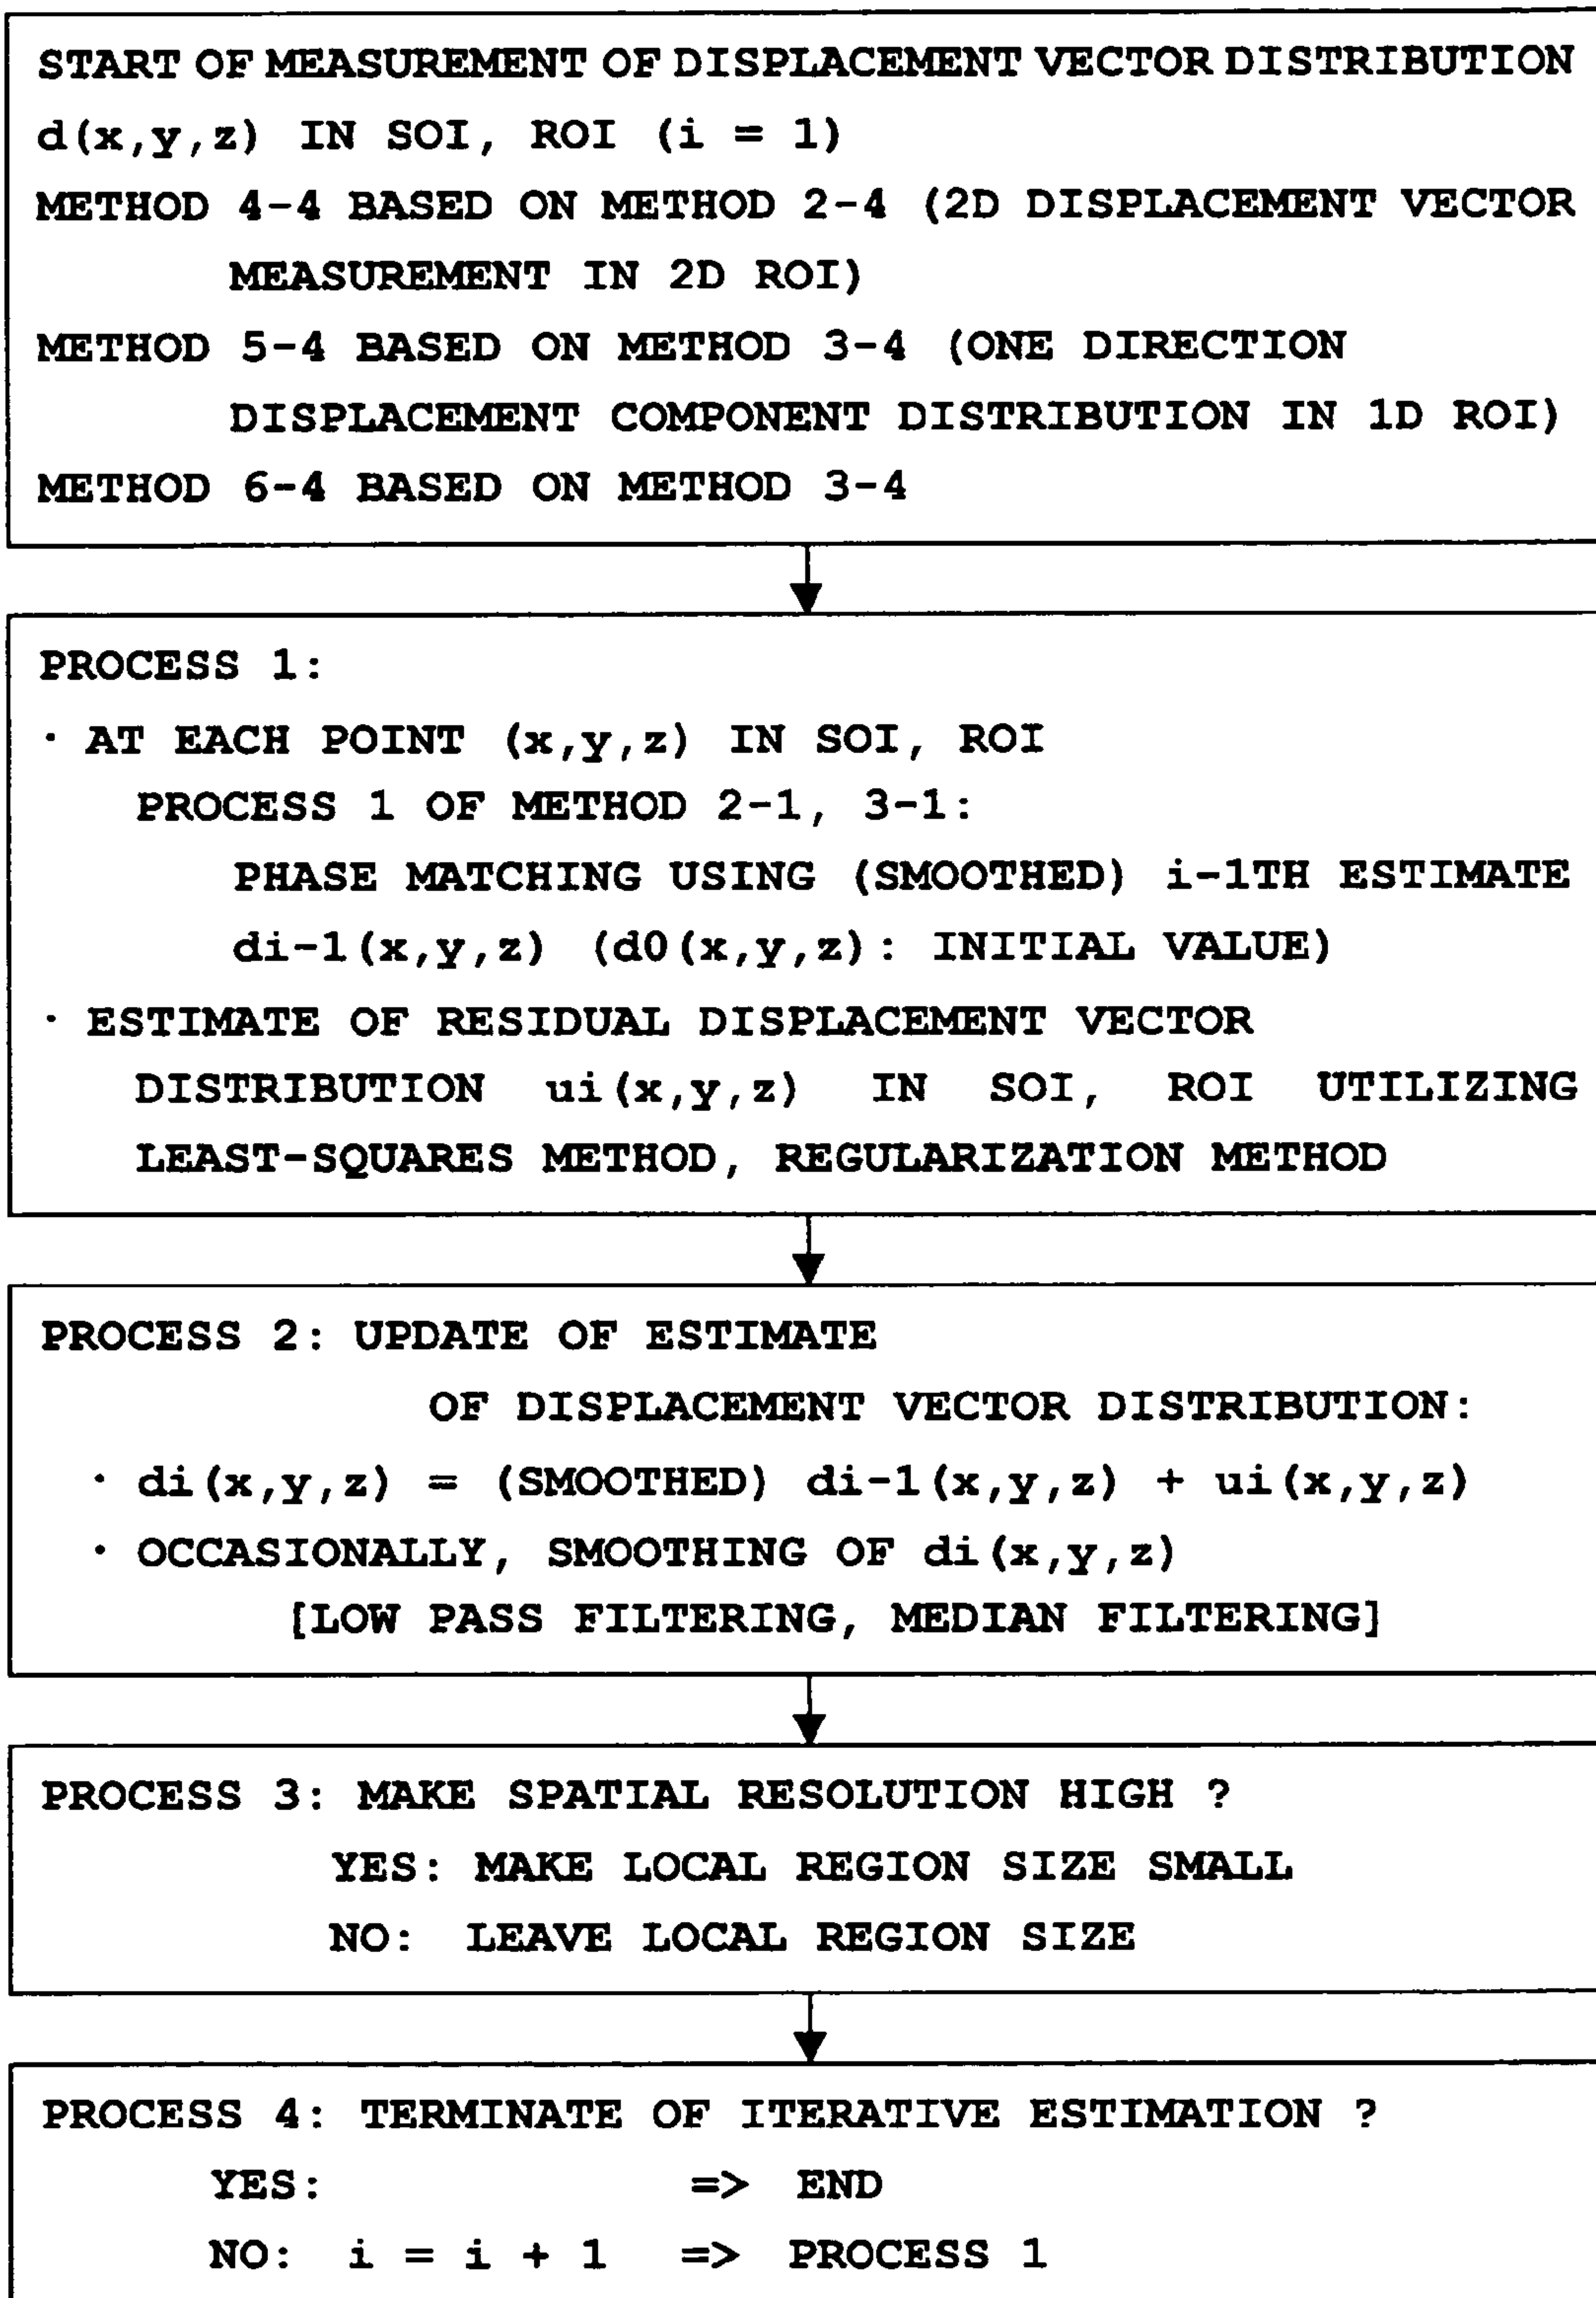 START OF MEASUREMENT OF DISPLACEMENT VECTOR DISTRIBUTION
d(x,y,z) IN SOI, ROI (i = 1)
METHOD 4-4 BASED ON METHOD 2-4 (2D DISPLACEMENT VECTOR
MEASUREMENT IN 2D ROI)
METHOD 5-4 BASED ON METHOD 3-4 (ONE DIRECTION
DISPLACEMENT COMPONENT DISTRIBUTION IN 1D ROI)
METHOD 6-4 BASED ON METHOD 3-4
PROCESS 1:
· AT EACH POINT (x,y,z) IN SOI, ROI
PROCESS 1 OF METHOD 2-1, 3-1:
PHASE MATCHING USING (SMOOTHED) i-1TH ESTIMATE
di-1(x,y,z) (d0(x,y,z): INITIAL VALUE)
· ESTIMATE OF RESIDUAL DISPLACEMENT VECTOR
DISTRIBUTION ui(x,y,z) IN SOI, ROI UTILIZING
LEAST-SQUARES METHOD, REGULARIZATION METHOD
PROCESS 2: UPDATE OF ESTIMATE
OF DISPLACEMENT VECTOR DISTRIBUTION:
· di(x,y,z) = (SMOOTHED) di-1(x,y,z) + ui(x,y,z)
· OCCASIONALLY, SMOOTHING OF di(x,y,z)
[LOW PASS FILTERING, MEDIAN FILTERING]
PROCESS 3: MAKE SPATIAL RESOLUTION HIGH ?
YES: MAKE LOCAL REGION SIZE SMALL
NO: LEAVE LOCAL REGION SIZE
PROCESS 4: TERMINATE OF ITERATIVE ESTIMATION ?
YES: => END
NO: i = i + 1 => PROCESS 1